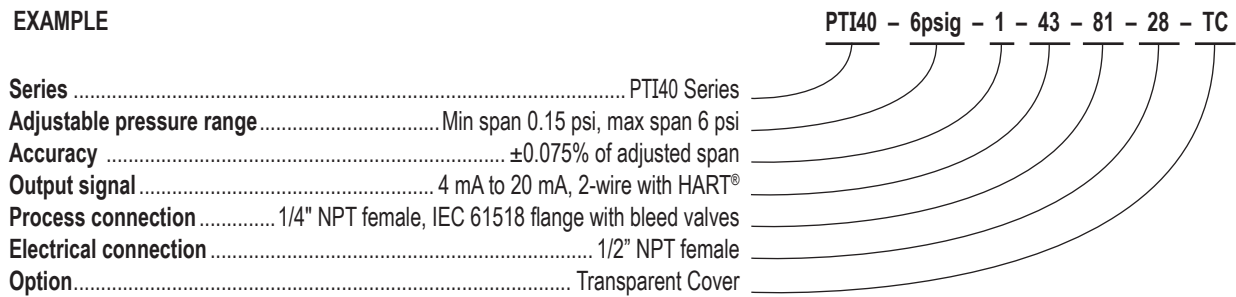 EXAMPLE PTI40 – 6psig – 1 – 43 – 81 – 28 – TC
Series ........................................................................................................ PTI40 Series
Adjustable pressure range .................................Min span 0.15 psi, max span 6 psi
Accuracy ......................................................................... ±0.075% of adjusted span
Output signal ...................................................... 4 mA to 20 mA, 2-wire with HART®
Process connection ..............1/4" NPT female, IEC 61518 flange with bleed valves
Electrical connection ...................................................................... 1/2” NPT female
Option............................................................................................ Transparent Cover